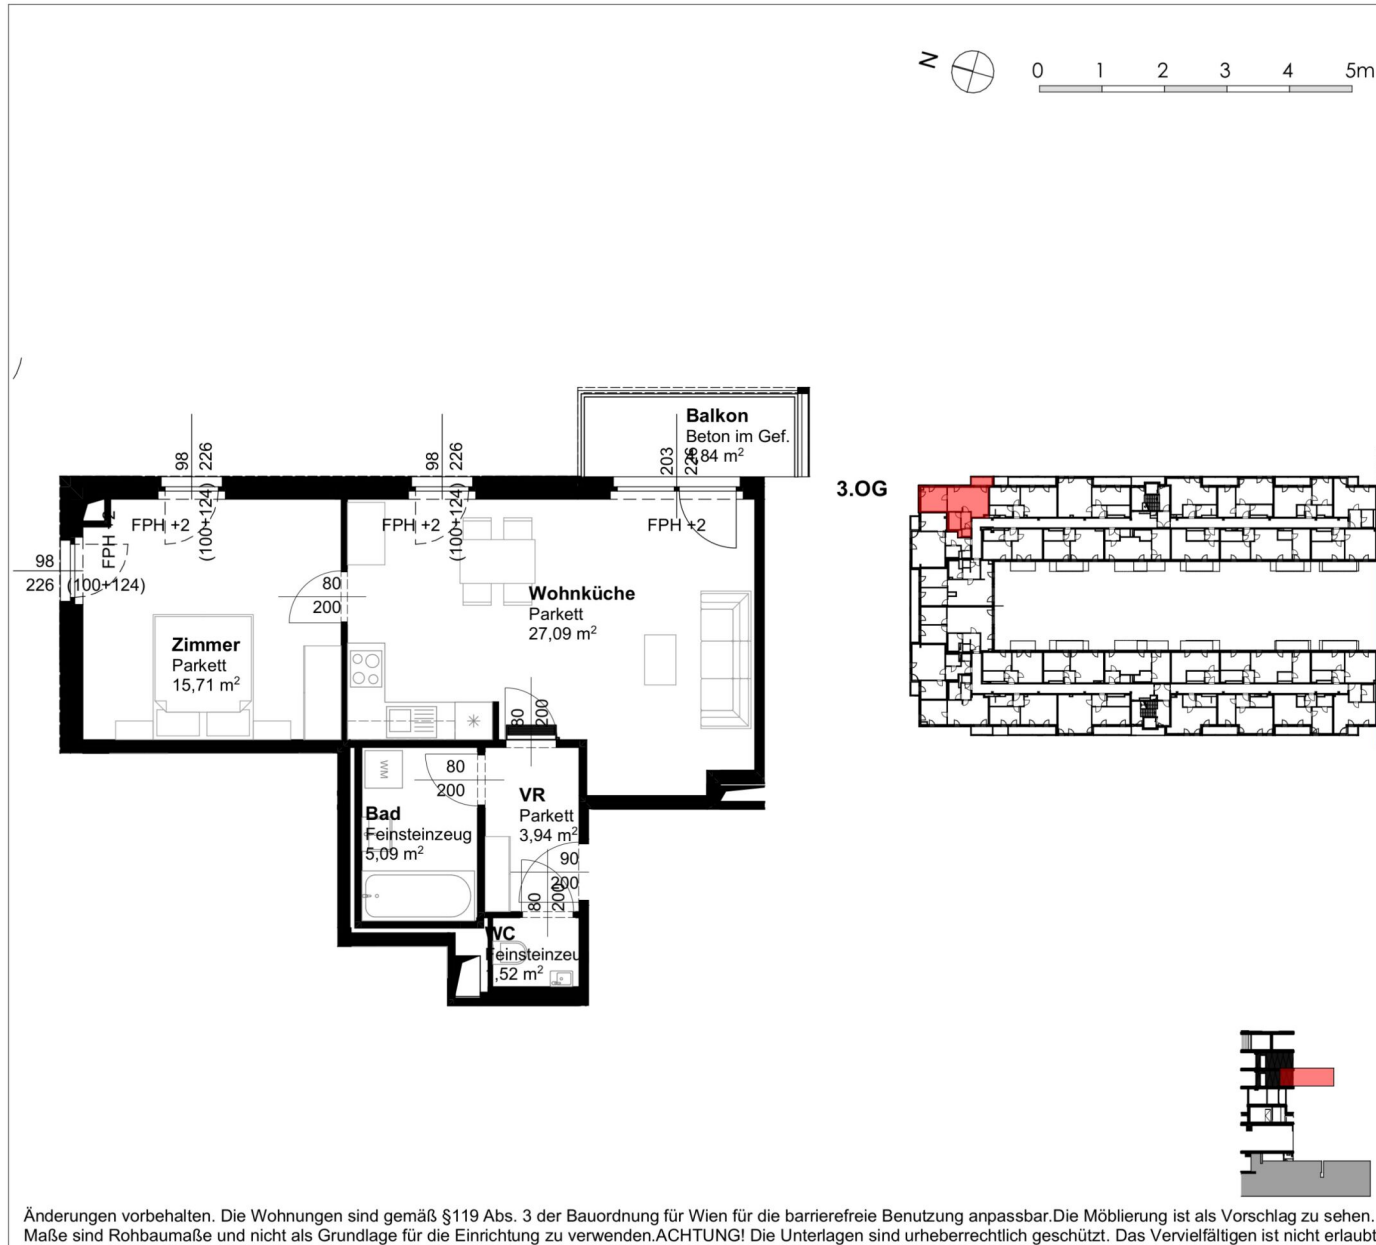 N
0 1 2 3 4 5m
Balkon
Beton im Gef.
,84 m²
98
226
98
226
203
226
3.OG
FPH +2
(100+124)
FPH +2
(100+124)
FPH +2
FPH +2
98
226
(100+124)
80
200
Wohnküche
Parkett
27,09 m²
Zimmer
Parkett
15,71 m²
80
200
WM
80
200
VR
Parkett
3,94 m²
Bad
Feinsteinzeug
5,09 m²
90
200
80
200
WC
Feinsteinzeu
,52 m²
Änderungen vorbehalten. Die Wohnungen sind gemäß §119 Abs. 3 der Bauordnung für Wien für die barrierefreie Benutzung anpassbar.Die Möblierung ist als Vorschlag zu sehen.
Maße sind Rohbaumaße und nicht als Grundlage für die Einrichtung zu verwenden.ACHTUNG! Die Unterlagen sind urheberrechtlich geschützt. Das Vervielfältigen ist nicht erlaubt